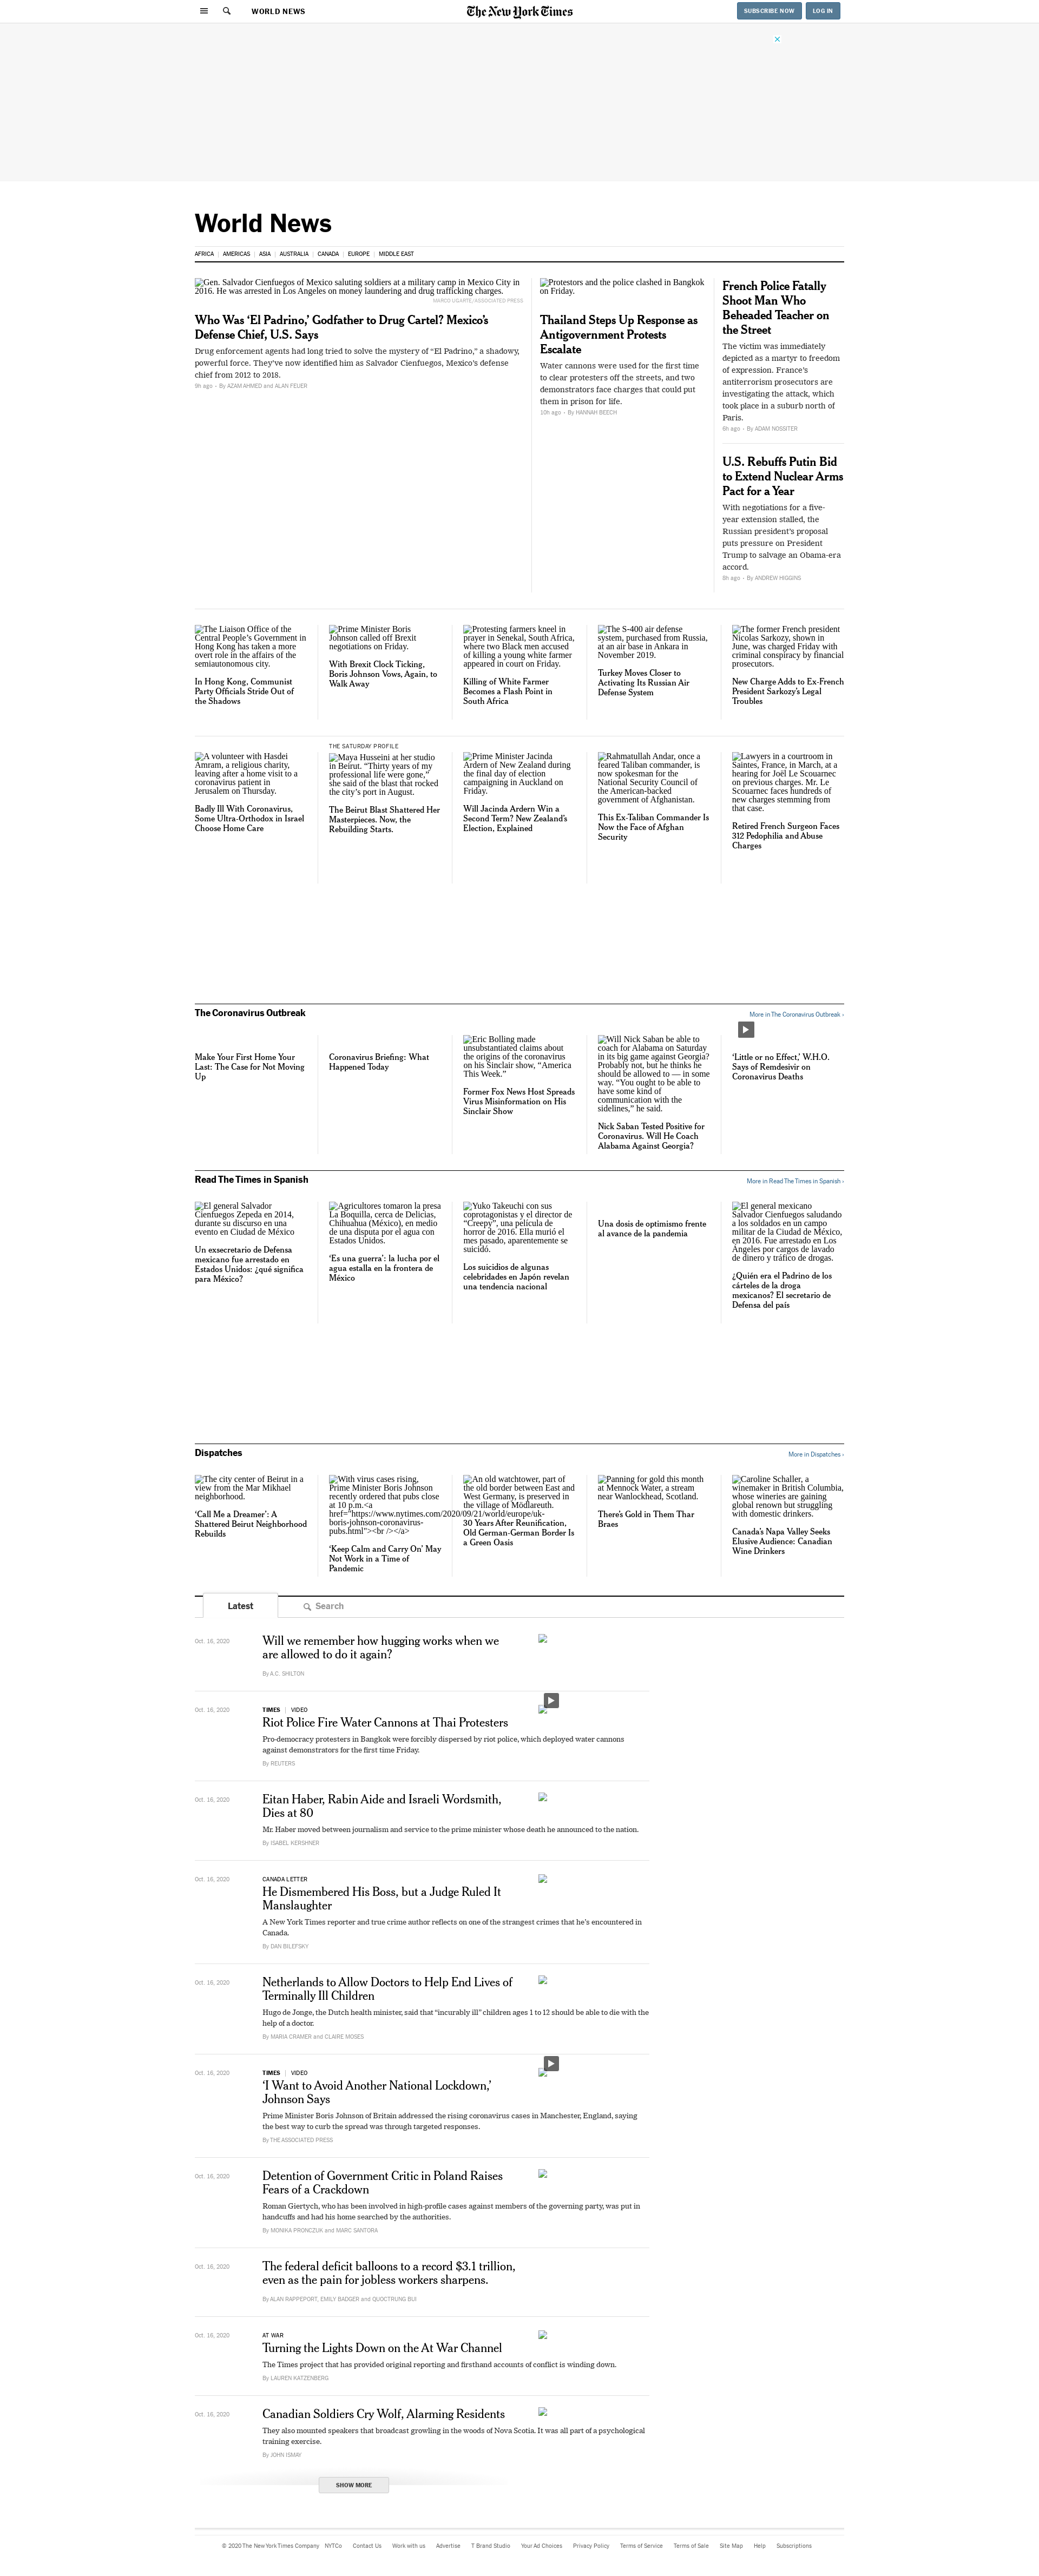 WORLD NEWS
The New York Times
SUBSCRIBE NOW
LOG IN
×
World News
AFRICA | AMERICAS | ASIA | AUSTRALIA | CANADA | EUROPE | MIDDLE EAST
Gen. Salvador Cienfuegos of Mexico saluting soldiers at a military camp in Mexico City in
2016. He was arrested in Los Angeles on money laundering and drug trafficking charges.
MARCO UGARTE/ASSOCIATED PRESS
Who Was ‘El Padrino,’ Godfather to Drug Cartel? Mexico’s
Defense Chief, U.S. Says
Drug enforcement agents had long tried to solve the mystery of “El Padrino,” a shadowy,
powerful force. They’ve now identified him as Salvador Cienfuegos, Mexico’s defense
chief from 2012 to 2018.
9h ago • By AZAM AHMED and ALAN FEUER
Protestors and the police clashed in Bangkok
on Friday.
Thailand Steps Up Response as
Antigovernment Protests
Escalate
Water cannons were used for the first time
to clear protesters off the streets, and two
demonstrators face charges that could put
them in prison for life.
10h ago • By HANNAH BEECH
French Police Fatally
Shoot Man Who
Beheaded Teacher on
the Street
The victim was immediately
depicted as a martyr to freedom
of expression. France’s
antiterrorism prosecutors are
investigating the attack, which
took place in a suburb north of
Paris.
6h ago • By ADAM NOSSITER
U.S. Rebuffs Putin Bid
to Extend Nuclear Arms
Pact for a Year
With negotiations for a five-
year extension stalled, the
Russian president’s proposal
puts pressure on President
Trump to salvage an Obama-era
accord.
8h ago • By ANDREW HIGGINS
The Liaison Office of the
Central People’s Government in
Hong Kong has taken a more
overt role in the affairs of the
semiautonomous city.
In Hong Kong, Communist
Party Officials Stride Out of
the Shadows
Prime Minister Boris
Johnson called off Brexit
negotiations on Friday.
With Brexit Clock Ticking,
Boris Johnson Vows, Again, to
Walk Away
Protesting farmers kneel in
prayer in Senekal, South Africa,
where two Black men accused
of killing a young white farmer
appeared in court on Friday.
Killing of White Farmer
Becomes a Flash Point in
South Africa
The S-400 air defense
system, purchased from Russia,
at an air base in Ankara in
November 2019.
Turkey Moves Closer to
Activating Its Russian Air
Defense System
The former French president
Nicolas Sarkozy, shown in
June, was charged Friday with
criminal conspiracy by financial
prosecutors.
New Charge Adds to Ex-French
President Sarkozy’s Legal
Troubles
A volunteer with Hasdei
Amram, a religious charity,
leaving after a home visit to a
coronavirus patient in
Jerusalem on Thursday.
Badly Ill With Coronavirus,
Some Ultra-Orthodox in Israel
Choose Home Care
THE SATURDAY PROFILE
Maya Husseini at her studio
in Beirut. “Thirty years of my
professional life were gone,”
she said of the blast that rocked
the city’s port in August.
The Beirut Blast Shattered Her
Masterpieces. Now, the
Rebuilding Starts.
Prime Minister Jacinda
Ardern of New Zealand during
the final day of election
campaigning in Auckland on
Friday.
Will Jacinda Ardern Win a
Second Term? New Zealand’s
Election, Explained
Rahmatullah Andar, once a
feared Taliban commander, is
now spokesman for the
National Security Council of
the American-backed
government of Afghanistan.
This Ex-Taliban Commander Is
Now the Face of Afghan
Security
Lawyers in a courtroom in
Saintes, France, in March, at a
hearing for Joël Le Scouarnec
on previous charges. Mr. Le
Scouarnec faces hundreds of
new charges stemming from
that case.
Retired French Surgeon Faces
312 Pedophilia and Abuse
Charges
The Coronavirus Outbreak
More in The Coronavirus Outbreak ›
Make Your First Home Your
Last: The Case for Not Moving
Up
Coronavirus Briefing: What
Happened Today
Eric Bolling made
unsubstantiated claims about
the origins of the coronavirus
on his Sinclair show, “America
This Week.”
Former Fox News Host Spreads
Virus Misinformation on His
Sinclair Show
Will Nick Saban be able to
coach for Alabama on Saturday
in its big game against Georgia?
Probably not, but he thinks he
should be allowed to — in some
way. “You ought to be able to
have some kind of
communication with the
sidelines,” he said.
Nick Saban Tested Positive for
Coronavirus. Will He Coach
Alabama Against Georgia?
‘Little or no Effect,’ W.H.O.
Says of Remdesivir on
Coronavirus Deaths
Read The Times in Spanish
More in Read The Times in Spanish ›
El general Salvador
Cienfuegos Zepeda en 2014,
durante su discurso en una
evento en Ciudad de México
Un exsecretario de Defensa
mexicano fue arrestado en
Estados Unidos: ¿qué significa
para México?
Agricultores tomaron la presa
La Boquilla, cerca de Delicias,
Chihuahua (México), en medio
de una disputa por el agua con
Estados Unidos.
‘Es una guerra’: la lucha por el
agua estalla en la frontera de
México
Yuko Takeuchi con sus
coprotagonistas y el director de
“Creepy”, una película de
horror de 2016. Ella murió el
mes pasado, aparentemente se
suicidó.
Los suicidios de algunas
celebridades en Japón revelan
una tendencia nacional
Una dosis de optimismo frente
al avance de la pandemia
El general mexicano
Salvador Cienfuegos saludando
a los soldados en un campo
militar de la Ciudad de México,
en 2016. Fue arrestado en Los
Ángeles por cargos de lavado
de dinero y tráfico de drogas.
¿Quién era el Padrino de los
cárteles de la droga
mexicanos? El secretario de
Defensa del país
Dispatches
More in Dispatches ›
The city center of Beirut in a
view from the Mar Mikhael
neighborhood.
‘Call Me a Dreamer’: A
Shattered Beirut Neighborhood
Rebuilds
With virus cases rising,
Prime Minister Boris Johnson
recently ordered that pubs close
at 10 p.m.<a
href="https://www.nytimes.com/2020/09/21/world/europe/uk-
boris-johnson-coronavirus-
pubs.html"><br /></a>
‘Keep Calm and Carry On’ May
Not Work in a Time of
Pandemic
An old watchtower, part of
the old border between East and
West Germany, is preserved in
the village of Mödlareuth.
30 Years After Reunification,
Old German-German Border Is
a Green Oasis
Panning for gold this month
at Mennock Water, a stream
near Wanlockhead, Scotland.
There’s Gold in Them Thar
Braes
Caroline Schaller, a
winemaker in British Columbia,
whose wineries are gaining
global renown but struggling
with domestic drinkers.
Canada’s Napa Valley Seeks
Elusive Audience: Canadian
Wine Drinkers
Latest
Search
Oct. 16, 2020
Will we remember how hugging works when we
are allowed to do it again?
By A.C. SHILTON
Oct. 16, 2020
TIMES | VIDEO
Riot Police Fire Water Cannons at Thai Protesters
Pro-democracy protesters in Bangkok were forcibly dispersed by riot police, which deployed water cannons
against demonstrators for the first time Friday.
By REUTERS
Oct. 16, 2020
Eitan Haber, Rabin Aide and Israeli Wordsmith,
Dies at 80
Mr. Haber moved between journalism and service to the prime minister whose death he announced to the nation.
By ISABEL KERSHNER
Oct. 16, 2020
CANADA LETTER
He Dismembered His Boss, but a Judge Ruled It
Manslaughter
A New York Times reporter and true crime author reflects on one of the strangest crimes that he’s encountered in
Canada.
By DAN BILEFSKY
Oct. 16, 2020
Netherlands to Allow Doctors to Help End Lives of
Terminally Ill Children
Hugo de Jonge, the Dutch health minister, said that “incurably ill” children ages 1 to 12 should be able to die with the
help of a doctor.
By MARIA CRAMER and CLAIRE MOSES
Oct. 16, 2020
TIMES | VIDEO
‘I Want to Avoid Another National Lockdown,’
Johnson Says
Prime Minister Boris Johnson of Britain addressed the rising coronavirus cases in Manchester, England, saying
the best way to curb the spread was through targeted responses.
By THE ASSOCIATED PRESS
Oct. 16, 2020
Detention of Government Critic in Poland Raises
Fears of a Crackdown
Roman Giertych, who has been involved in high-profile cases against members of the governing party, was put in
handcuffs and had his home searched by the authorities.
By MONIKA PRONCZUK and MARC SANTORA
Oct. 16, 2020
The federal deficit balloons to a record $3.1 trillion,
even as the pain for jobless workers sharpens.
By ALAN RAPPEPORT, EMILY BADGER and QUOCTRUNG BUI
Oct. 16, 2020
AT WAR
Turning the Lights Down on the At War Channel
The Times project that has provided original reporting and firsthand accounts of conflict is winding down.
By LAUREN KATZENBERG
Oct. 16, 2020
Canadian Soldiers Cry Wolf, Alarming Residents
They also mounted speakers that broadcast growling in the woods of Nova Scotia. It was all part of a psychological
training exercise.
By JOHN ISMAY
SHOW MORE
© 2020 The New York Times Company NYTCo Contact Us Work with us Advertise T Brand Studio Your Ad Choices Privacy Policy Terms of Service Terms of Sale Site Map Help Subscriptions